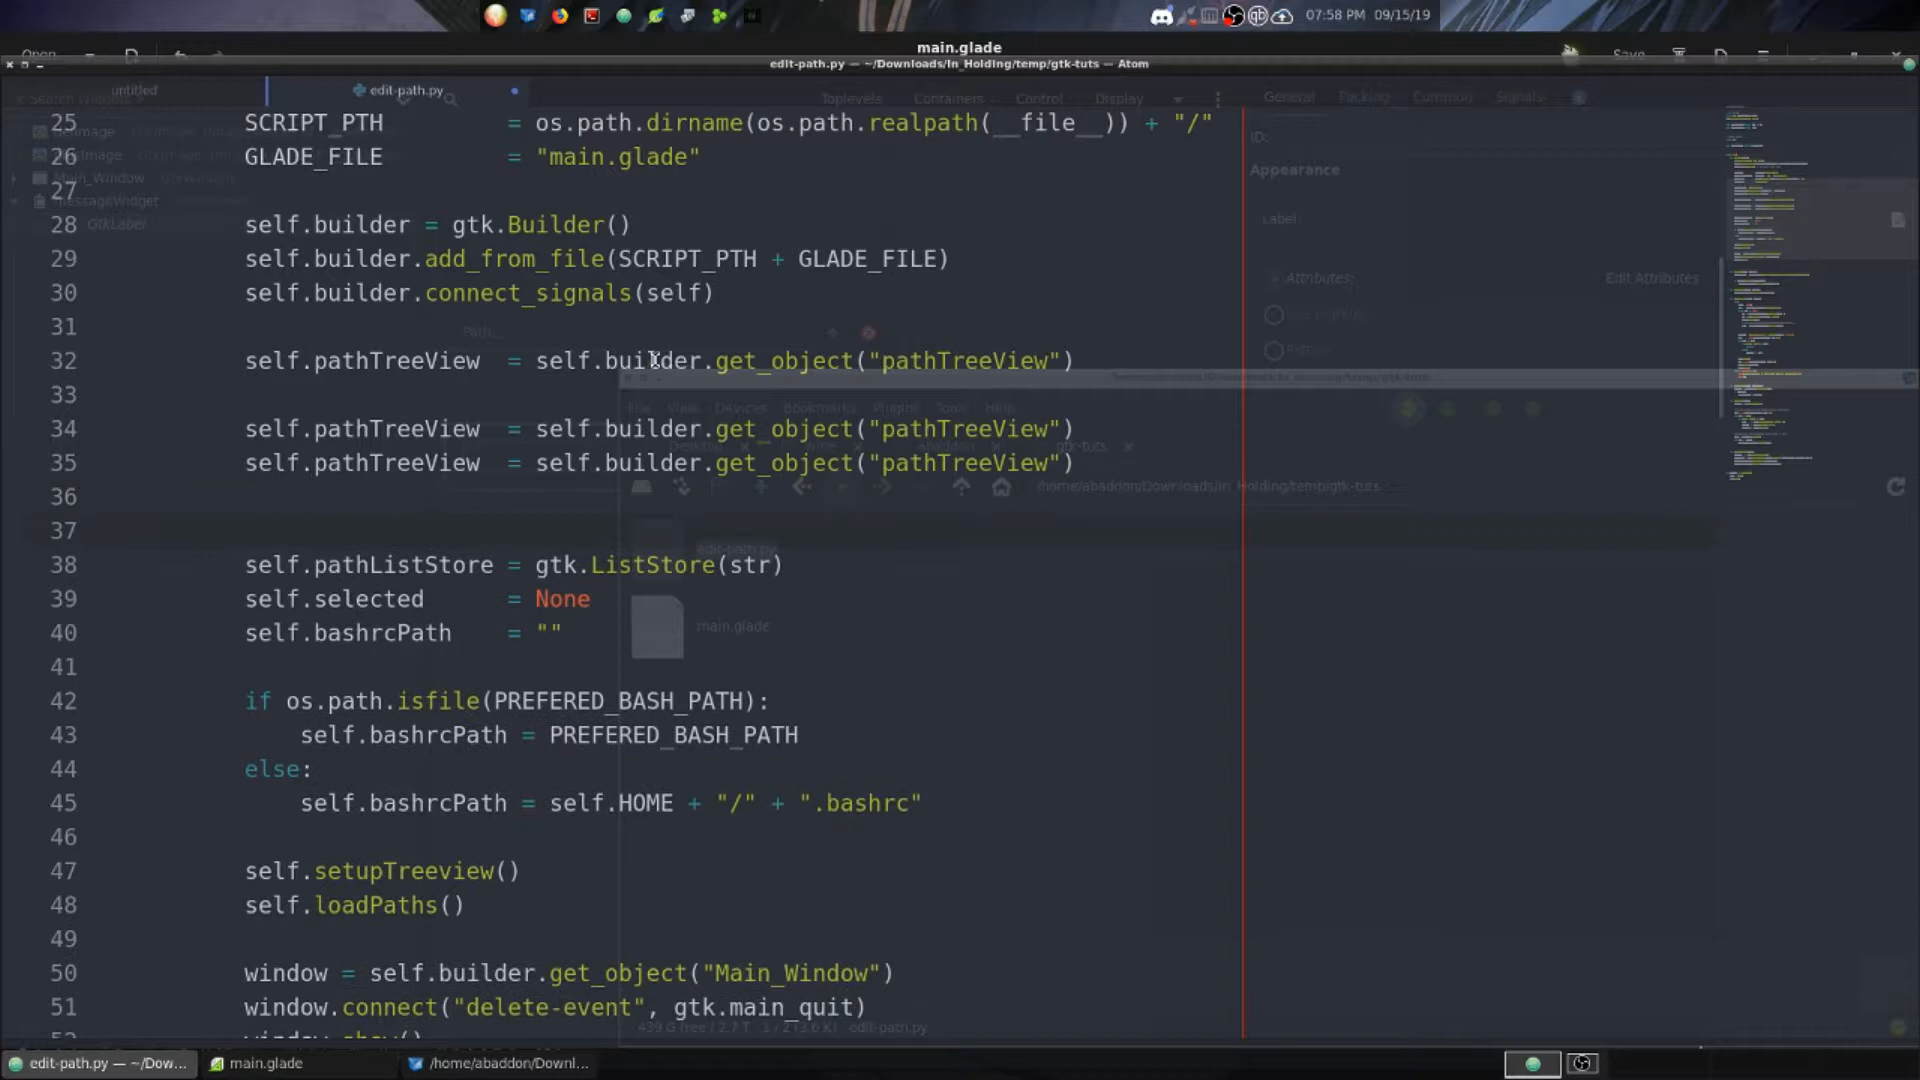 07:58 PM 09/15/19
main.glade
Open
Save
edit-path.py — ~/Downloads/In_Holding/temp/gtk-tuts — Atom
untitled
edit-path.py
Toplevels Containers Control Display
General Packing Common Signals
25 SCRIPT_PTH = os.path.dirname(os.path.realpath(__file__)) + "/"
ID:
26 GLADE_FILE = "main.glade"
Appearance
Main_Window
27
GtkLabel
Label:
28 self.builder = gtk.Builder()
29 self.builder.add_from_file(SCRIPT_PTH + GLADE_FILE)
Attributes: Edit Attributes
30 self.builder.connect_signals(self)
31
Path...
32 self.pathTreeView = self.builder.get_object("pathTreeView")
33
File View Devices Bookmarks Plugins Tools Help
34 self.pathTreeView = self.builder.get_object("pathTreeView")
gtk-tuts
35 self.pathTreeView = self.builder.get_object("pathTreeView")
/home/abaddon/Downloads/In_Holding/temp/gtk-tuts
36
37
edit-path.py
38 self.pathListStore = gtk.ListStore(str)
39 self.selected = None
main.glade
40 self.bashrcPath = ""
41
42 if os.path.isfile(PREFERED_BASH_PATH):
43 self.bashrcPath = PREFERED_BASH_PATH
44 else:
45 self.bashrcPath = self.HOME + "/" + ".bashrc"
46
47 self.setupTreeview()
48 self.loadPaths()
49
50 window = self.builder.get_object("Main_Window")
51 window.connect("delete-event", gtk.main_quit)
edit-path.py
edit-path.py — ~/Dow...
main.glade
/home/abaddon/Downl...